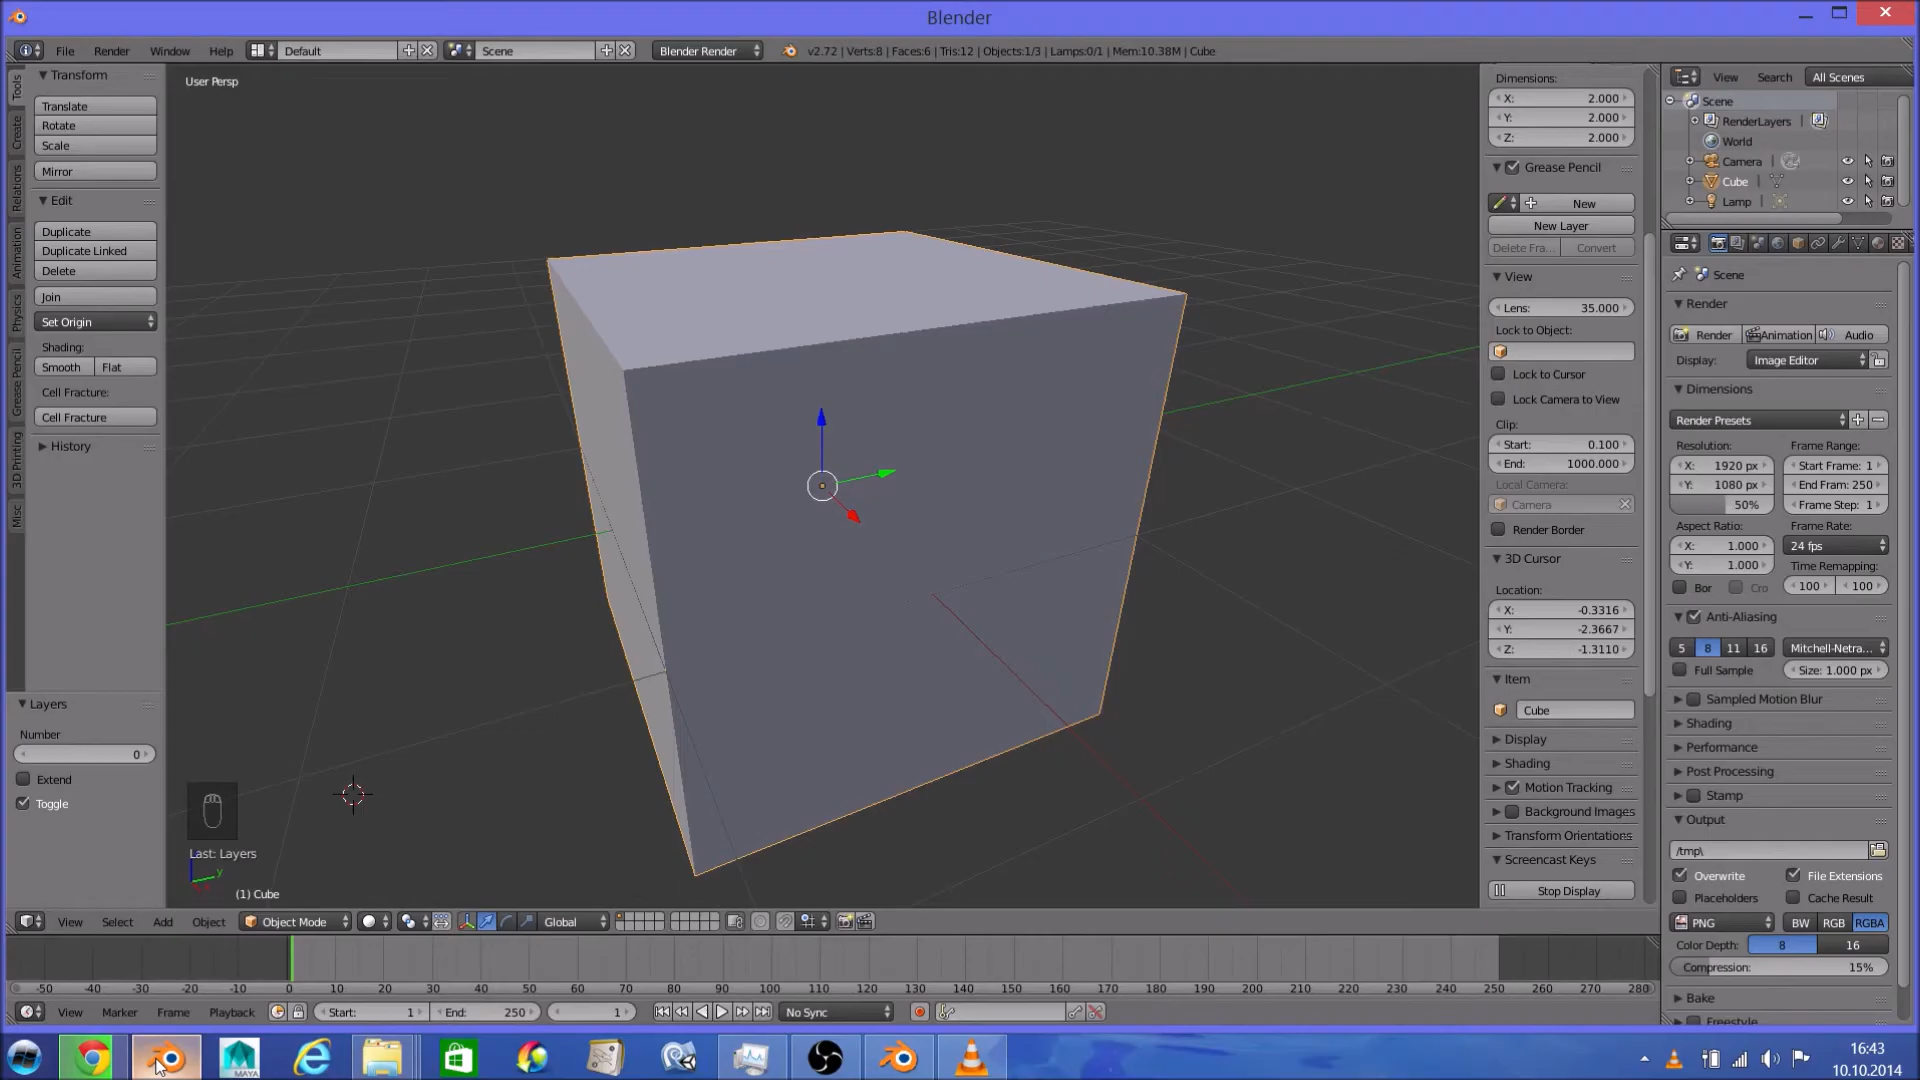 Blender
File Render Window Help Default Scene Blender Render v2.72 | Verts:8 | Faces:6 | Tris:12 | Objects:1/3 | Lamps:0/1 | Mem:10.38M | Cube
Tools
Create
Relations
Animation
Physics
Grease Pencil
3D Printing
Misc
Transform
Translate
Rotate
Scale
Mirror
Edit
Duplicate
Duplicate Linked
Delete
Join
Set Origin
Shading:
Smooth Flat
Cell Fracture:
Cell Fracture
History
Layers
Number
0
Extend
Toggle
User Persp
Last: Layers
y
(1) Cube
Dimensions:
X: 2.000
Y: 2.000
Z: 2.000
Grease Pencil
New
New Layer
Delete Fra... Convert
View
Lens: 35.000
Lock to Object:
Lock to Cursor
Lock Camera to View
Clip:
Start: 0.100
End: 1000.000
Local Camera:
Camera
Render Border
3D Cursor
Location:
X: -0.3316
Y: -2.3667
Z: -1.3110
Item
Cube
Display
Shading
Motion Tracking
Background Images
Transform Orientations
Screencast Keys
Stop Display
View Search All Scenes
Scene
RenderLayers
World
Camera
Cube
Lamp
Scene
Render
Render Animation Audio
Display: Image Editor
Dimensions
Render Presets
Resolution: Frame Range:
X: 1920 px Start Frame: 1
Y: 1080 px End Fram: 250
50% Frame Step: 1
Aspect Ratio: Frame Rate:
X: 1.000 24 fps
Y: 1.000 Time Remapping:
Bor Cro 100 100
Anti-Aliasing
5 8 11 16 Mitchell-Netra...
Full Sample Size: 1.000 px
Sampled Motion Blur
Shading
Performance
Post Processing
Stamp
Output
/tmp\
Overwrite File Extensions
Placeholders Cache Result
PNG BW RGB RGBA
Color Depth: 8 16
Compression: 15%
Bake
Freestyle
View Select Add Object Object Mode Global
-50 -40 -30 -20 -10 0 10 20 30 40 50 60 70 80 90 100 110 120 130 140 150 160 170 180 190 200 210 220 230 240 250 260 270 280
View Marker Frame Playback Start: 1 End: 250 1 No Sync
MAYA
16:43
10.10.2014